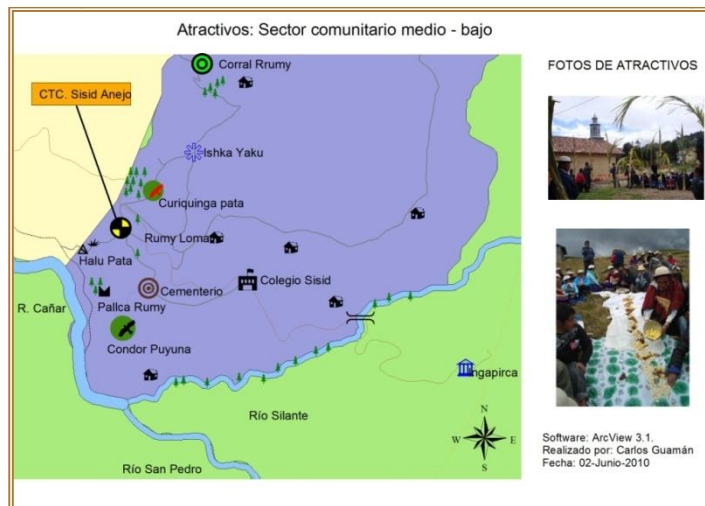 Atractivos: Sector comunitario medio - bajo
Corral Rrumy
FOTOS DE ATRACTIVOS
CTC. Sisid Anejo
Ishka Yaku
Curiquinga pata
Rumy Loma
Halu Pata
Colegio Sisid
Cementerio
R. Cañar
Pallca Rumy
Condor Puyuna
Ingapirca
Río Silante
N
W
E
S
Río San Pedro
Software: ArcView 3.1.
Realizado por: Carlos Guamán
Fecha: 02-Junio-2010